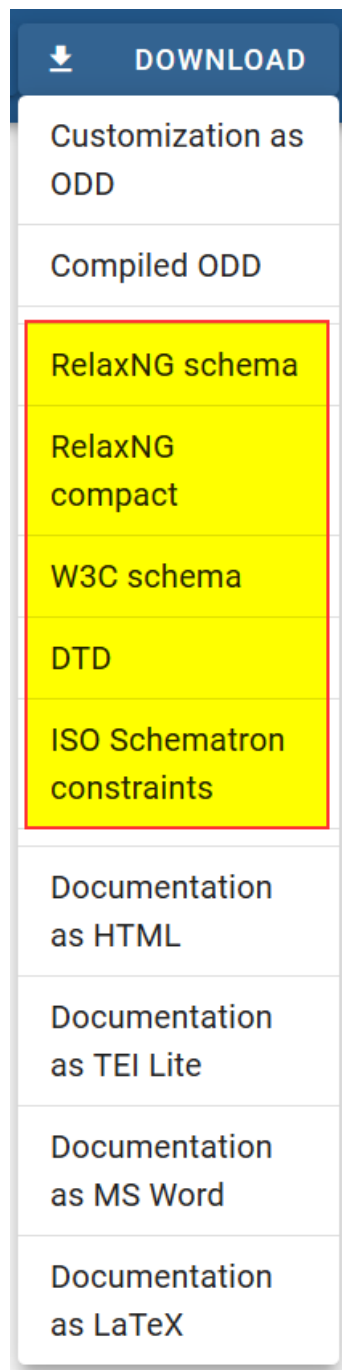 DOWNLOAD
Customization as
ODD
Compiled ODD
RelaxNG schema
RelaxNG
compact
W3C schema
DTD
ISO Schematron
constraints
Documentation
as HTML
Documentation
as TEI Lite
Documentation
as MS Word
Documentation
as LaTeX